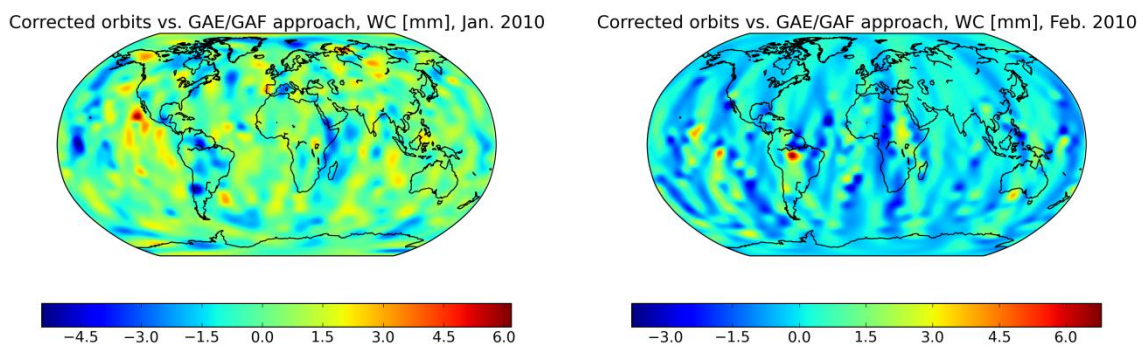 Corrected orbits vs. GAE/GAF approach, WC [mm], Jan. 2010
−4.5 −3.0 −1.5 0.0 1.5 3.0 4.5 6.0
Corrected orbits vs. GAE/GAF approach, WC [mm], Feb. 2010
−3.0 −1.5 0.0 1.5 3.0 4.5 6.0